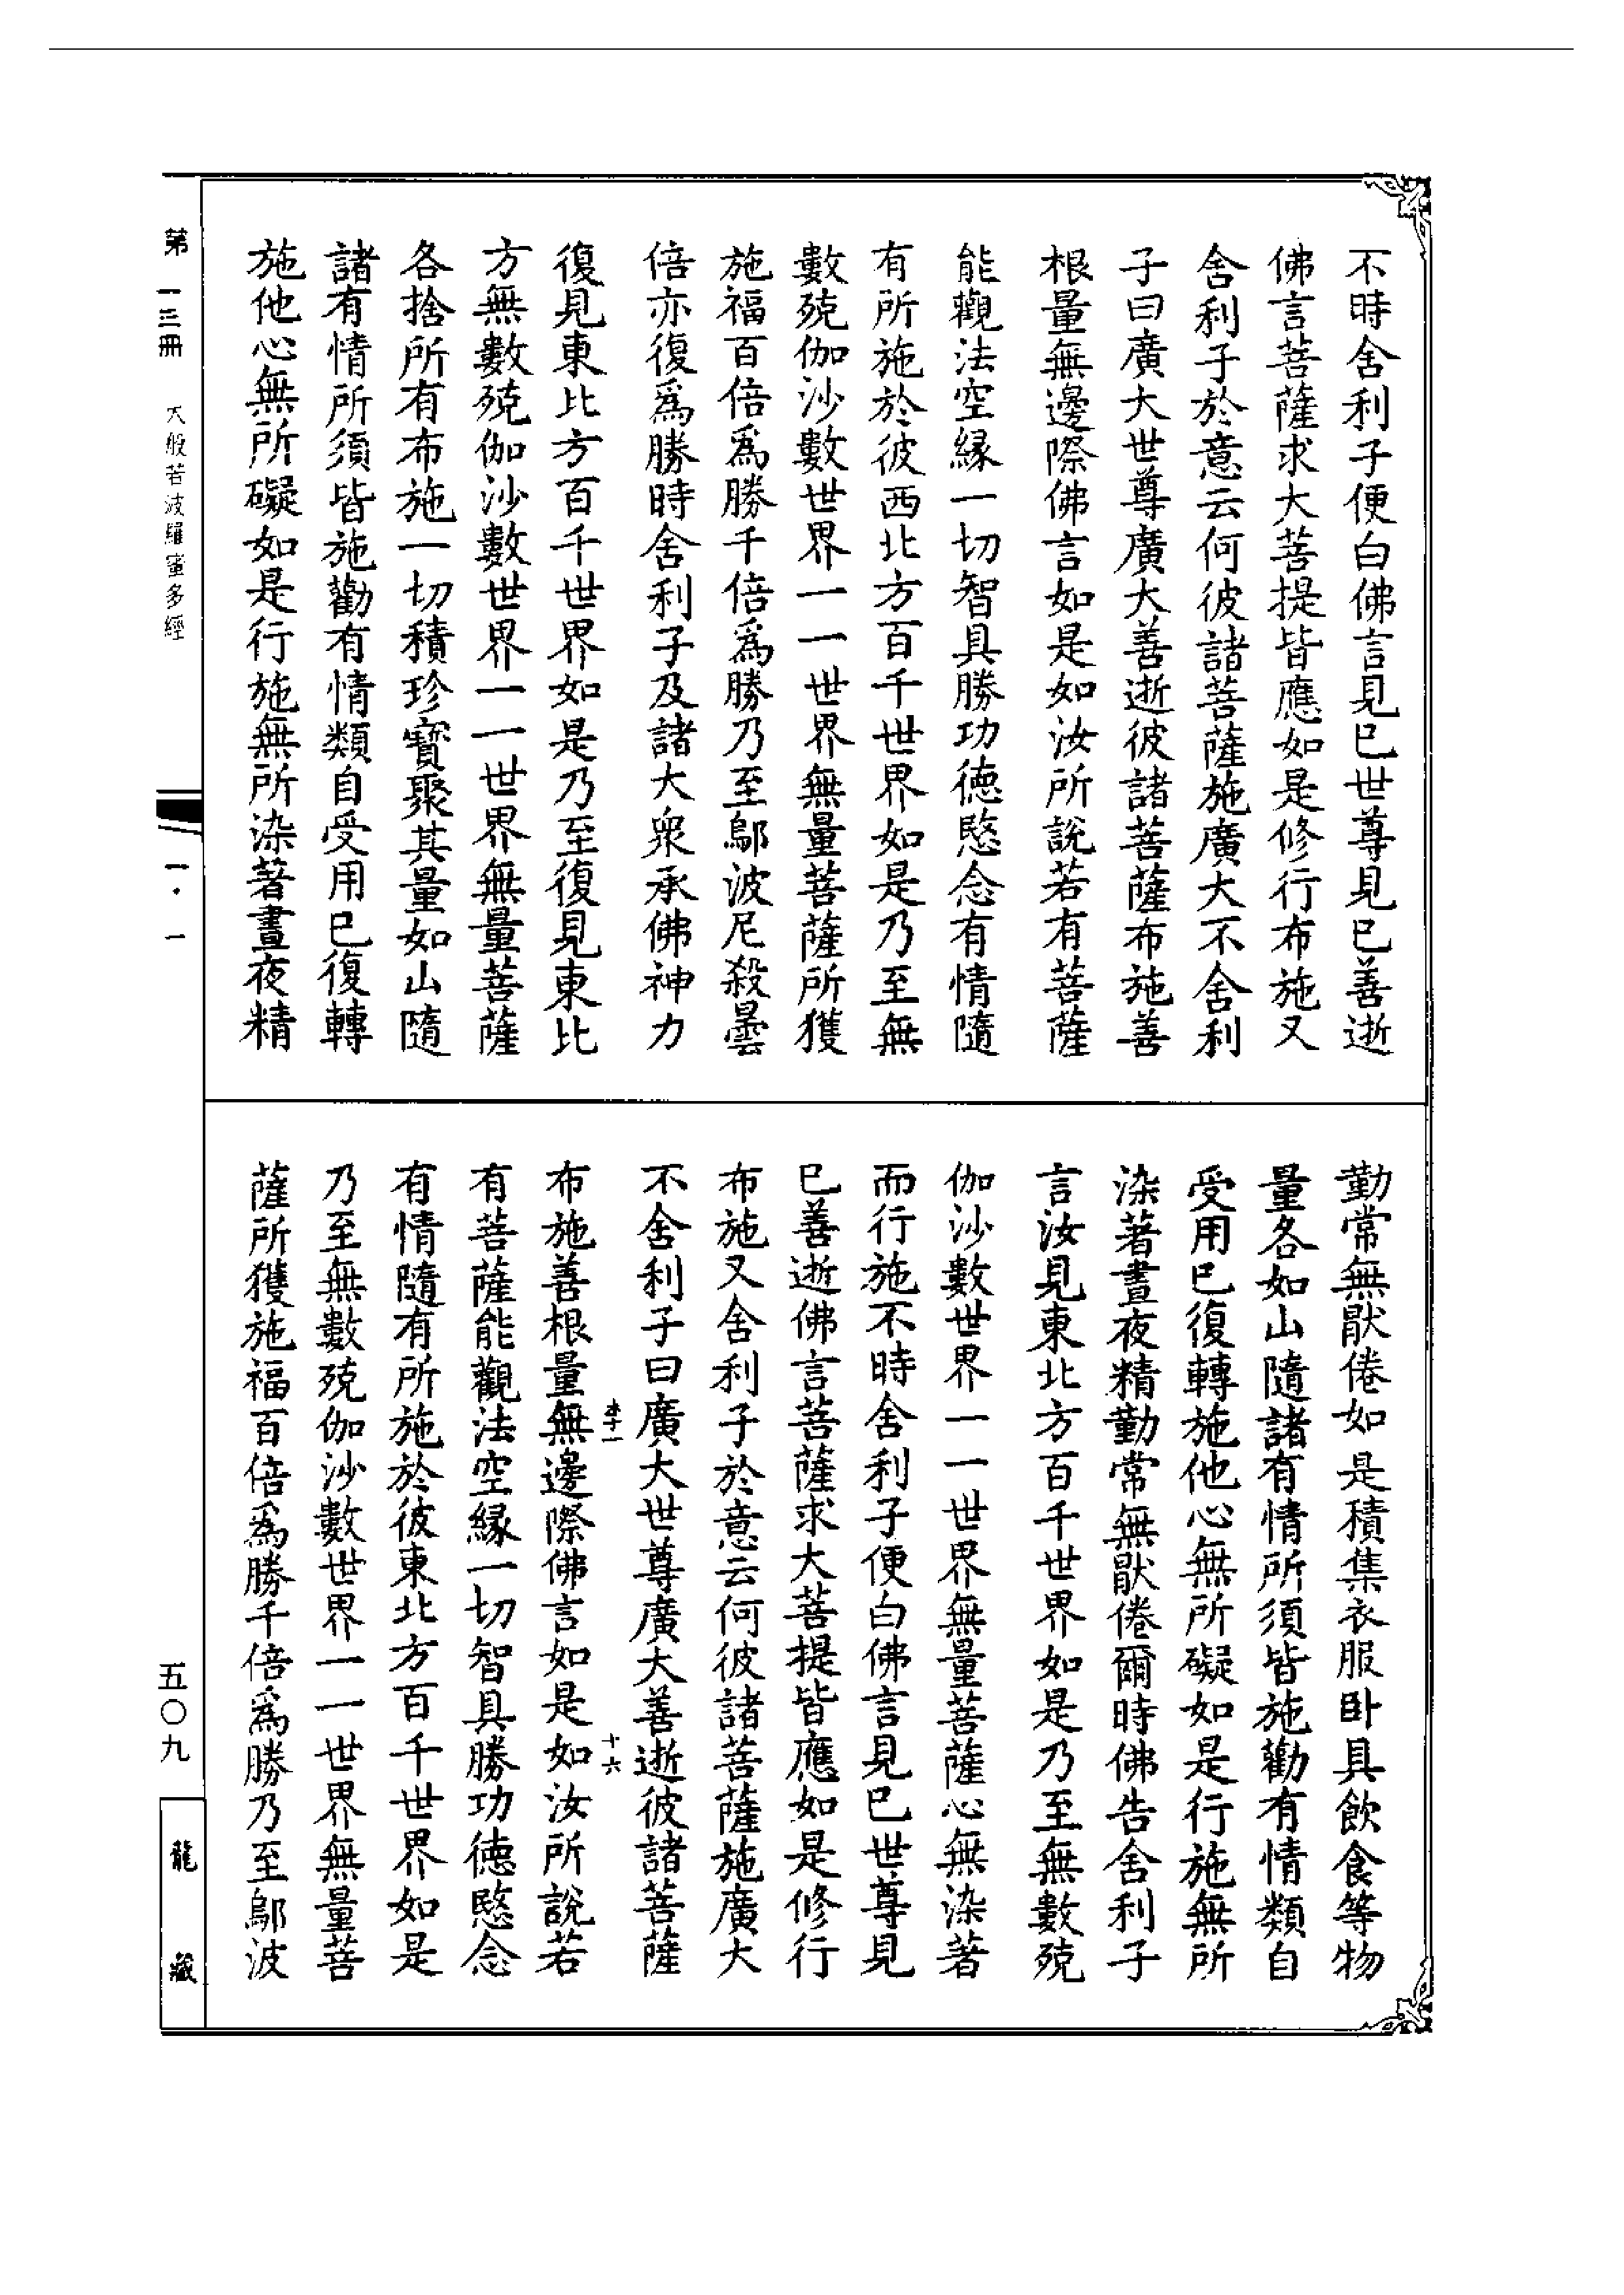 不時舍利子便白佛言見已世尊見已善逝
佛言菩薩求大菩提皆應如是修行布施又
舍利子於意云何彼諸菩薩施廣大不舍利
子曰廣大世尊廣大善逝彼諸菩薩布施善
根量無邊際佛言如是如汝所說若有菩薩
能觀法空緣一切智具勝功德愍念有情隨
有所施於彼西北方百千世界如是乃至無
數殑伽沙數世界一一世界無量菩薩所獲
施福百倍爲勝千倍爲勝乃至鄔波尼殺曇
倍亦復爲勝時舍利子及諸大衆承佛神力
復見東北方百千世界如是乃至復見東北
方無數殑伽沙數世界一一世界無量菩薩
各捨所有布施一切積珍寶聚其量如山隨
諸有情所須皆施勸有情類自受用已復轉
施他心無所礙如是行施無所染著晝夜精
勤常無猒倦如是積集衣服臥具飲食等物
量各如山隨諸有情所須皆施勸有情類自
受用已復轉施他心無所礙如是行施無所
染著晝夜精勤常無猒倦爾時佛告舍利子
言汝見東北方百千世界如是乃至無數殑
伽沙數世界一一世界無量菩薩心無染著
而行施不時舍利子便白佛言見已世尊見
已善逝佛言菩薩求大菩提皆應如是修行
布施又舍利子於意云何彼諸菩薩施廣大
不舍利子曰廣大世尊廣大善逝彼諸菩薩
十六
布施善根量無邊際佛言如是如汝所說若
有菩薩能觀法空緣一切智具勝功德愍念
有情隨有所施於彼東北方百千世界如是
乃至無數殑伽沙數世界一一世界無量菩
薩所獲施福百倍爲勝千倍爲勝乃至鄔波
第一三冊 大般若波羅蜜多經
一·一
五〇九
龍藏